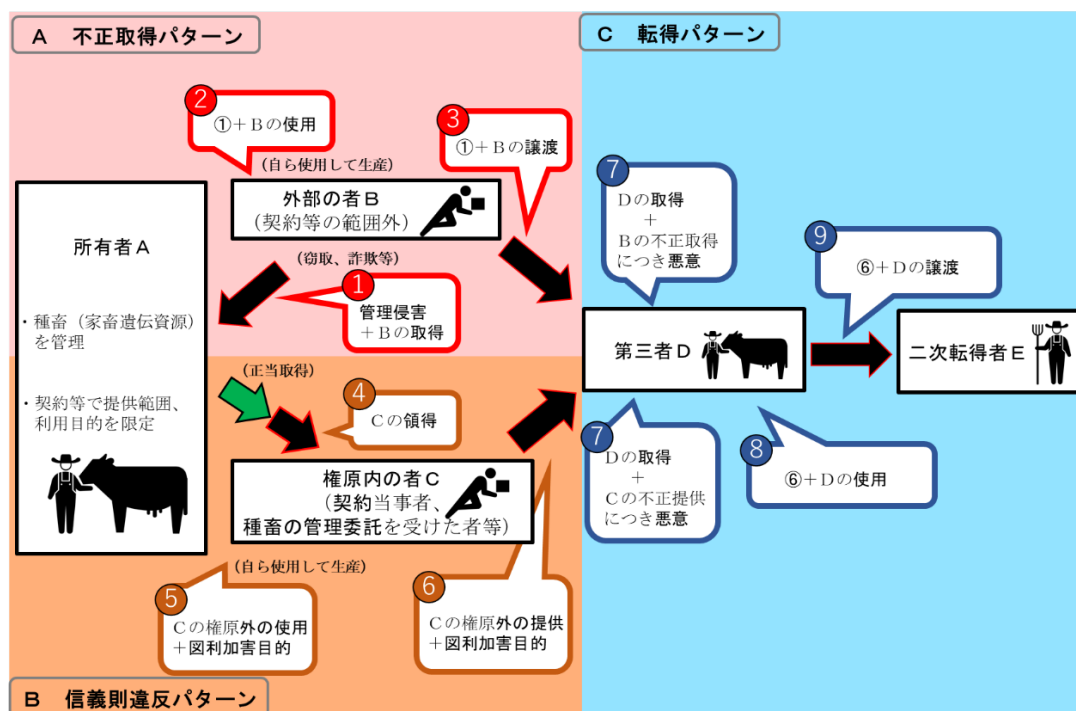 A 不正取得パターン
C 転得パターン
2
①+Bの使用
3
①+Bの譲渡
(自ら使用して生産)
外部の者B
(契約等の範囲外)
所有者A
・種畜(家畜遺伝資源)
を管理
・契約等で提供範囲、
利用目的を限定
(窃取、詐欺等)
1
管理侵害
+Bの取得
(正当取得)
4
Cの領得
権原内の者C
(契約当事者、
種畜の管理委託を受けた者等)
(自ら使用して生産)
5
Cの権原外の使用
+図利加害目的
6
Cの権原外の提供
+図利加害目的
B 信義則違反パターン
7
Dの取得
+
Bの不正取得
につき悪意
9
⑥+Dの譲渡
第三者D
二次転得者E
7
Dの取得
+
Cの不正提供
につき悪意
8
⑥+Dの使用